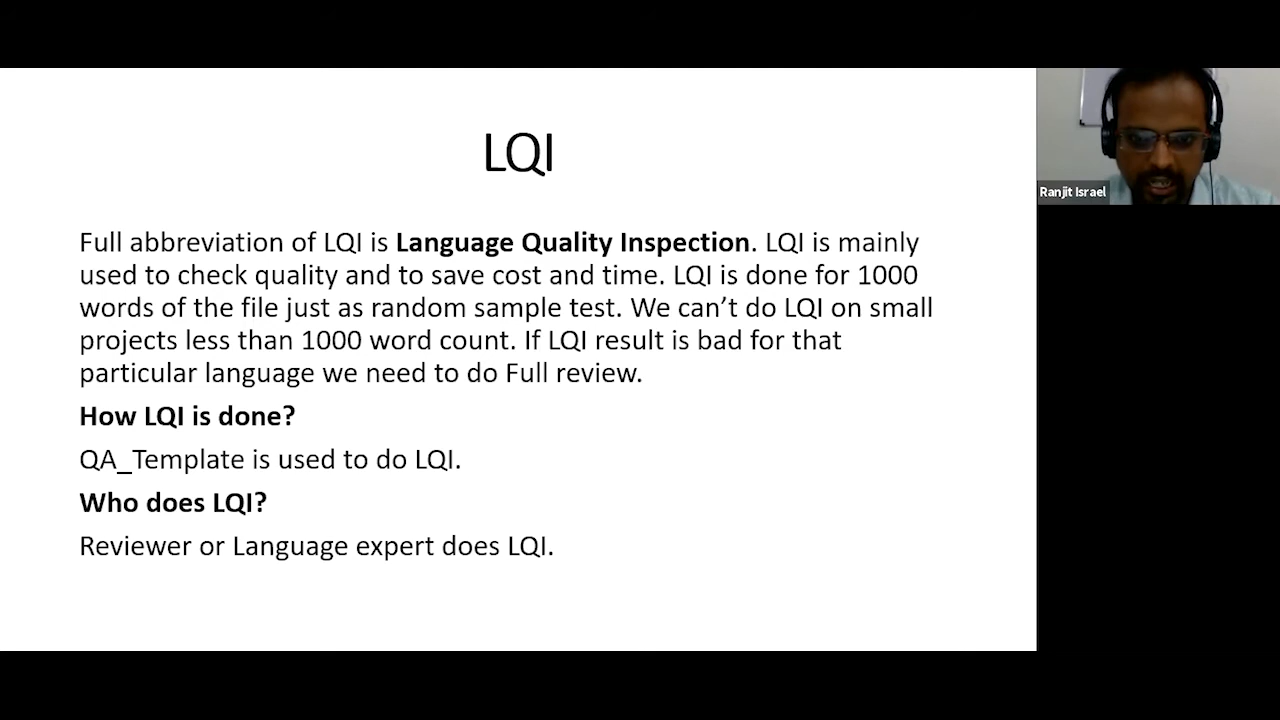 LQI
Full abbreviation of LQI is Language Quality Inspection. LQI is mainly
used to check quality and to save cost and time. LQI is done for 1000
words of the file just as random sample test. We can’t do LQI on small
projects less than 1000 word count. If LQI result is bad for that
particular language we need to do Full review.
How LQI is done?
QA_Template is used to do LQI.
Who does LQI?
Reviewer or Language expert does LQI.
Ranjit Israel